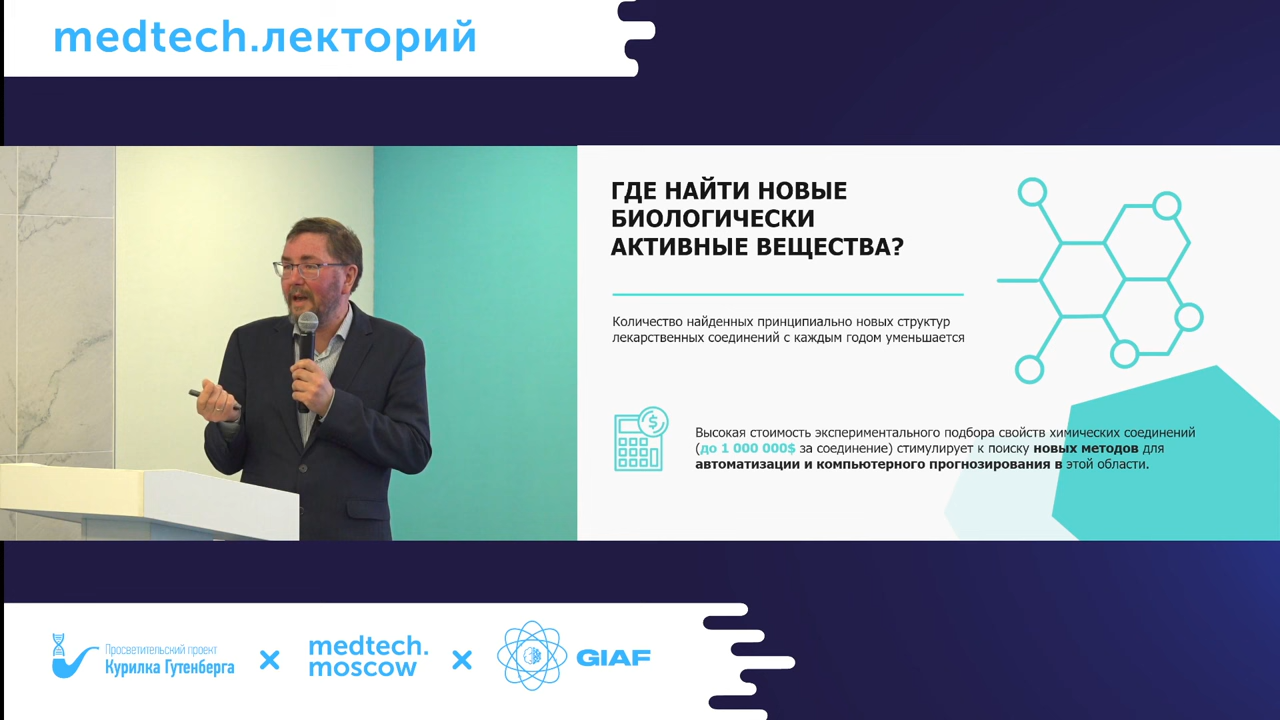 medtech.лекторий
ГДЕ НАЙТИ НОВЫЕ
БИОЛОГИЧЕСКИ
АКТИВНЫЕ ВЕЩЕСТВА?
Количество найденных принципиально новых структур
лекарственных соединений с каждым годом уменьшается
$
Высокая стоимость экспериментального подбора свойств химических соединений
(до 1 000 000$ за соединение) стимулирует к поиску новых методов для
автоматизации и компьютерного прогнозирования в этой области.
Просветительский проект
Курилка Гутенберга
medtech.
moscow
GIAF